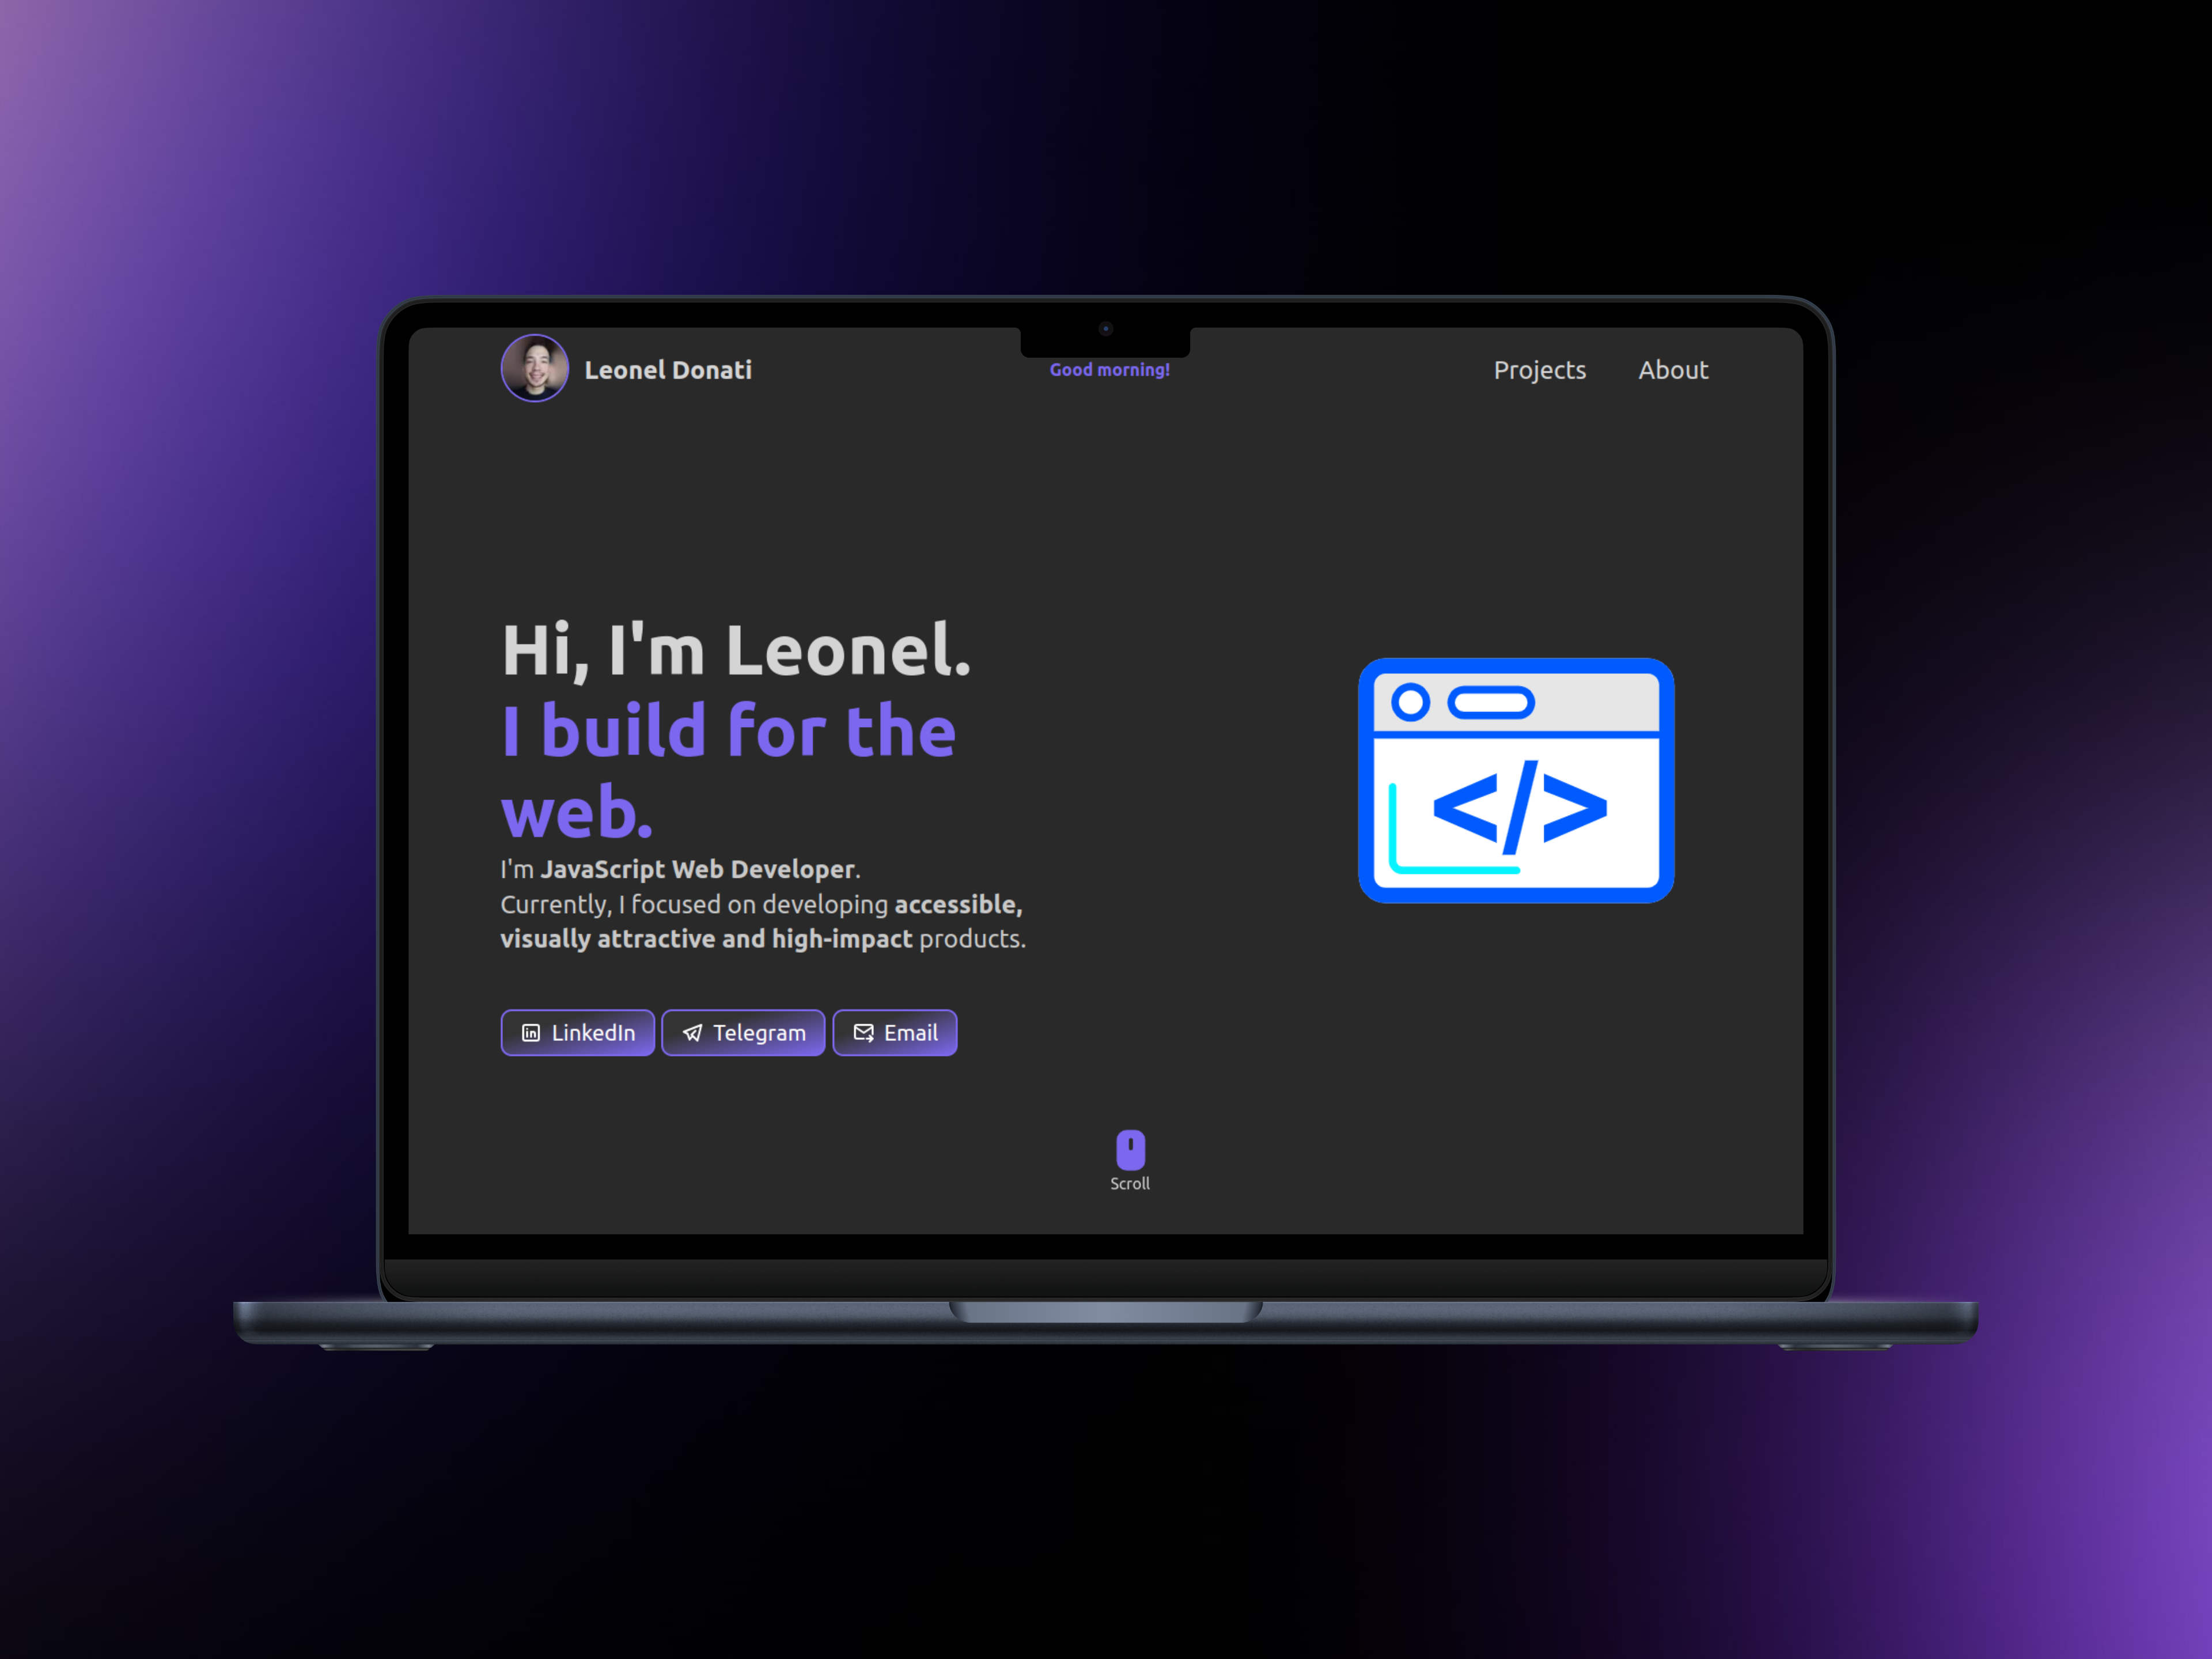 Leonel Donati
Good morning!
Projects
About
Hi, I'm Leonel.
I build for the
web.
I'm JavaScript Web Developer.
Currently, I focused on developing accessible,
visually attractive and high-impact products.
LinkedIn
Telegram
Email
</>
Scroll